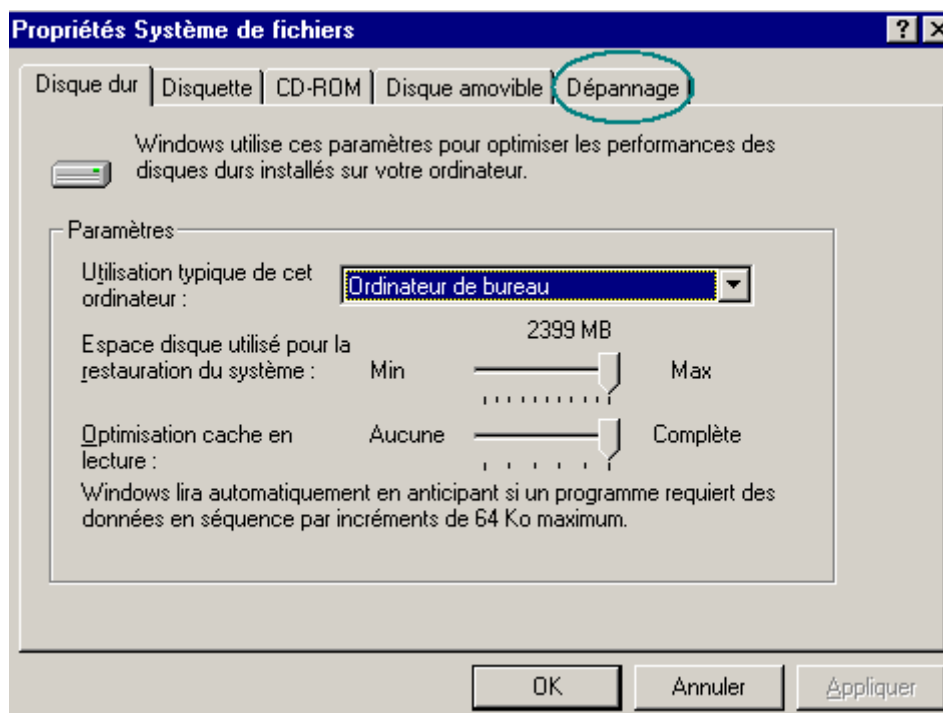 Propriétés Système de fichiers
Disque dur Disquette CD-ROM Disque amovible Dépannage
Windows utilise ces paramètres pour optimiser les performances des
disques durs installés sur votre ordinateur.
Paramètres
Utilisation typique de cet
ordinateur :
Ordinateur de bureau
2399 MB
Espace disque utilisé pour la
restauration du système :
Min Max
Optimisation cache en
lecture :
Aucune Complète
Windows lira automatiquement en anticipant si un programme requiert des
données en séquence par incréments de 64 Ko maximum.
OK Annuler Appliquer